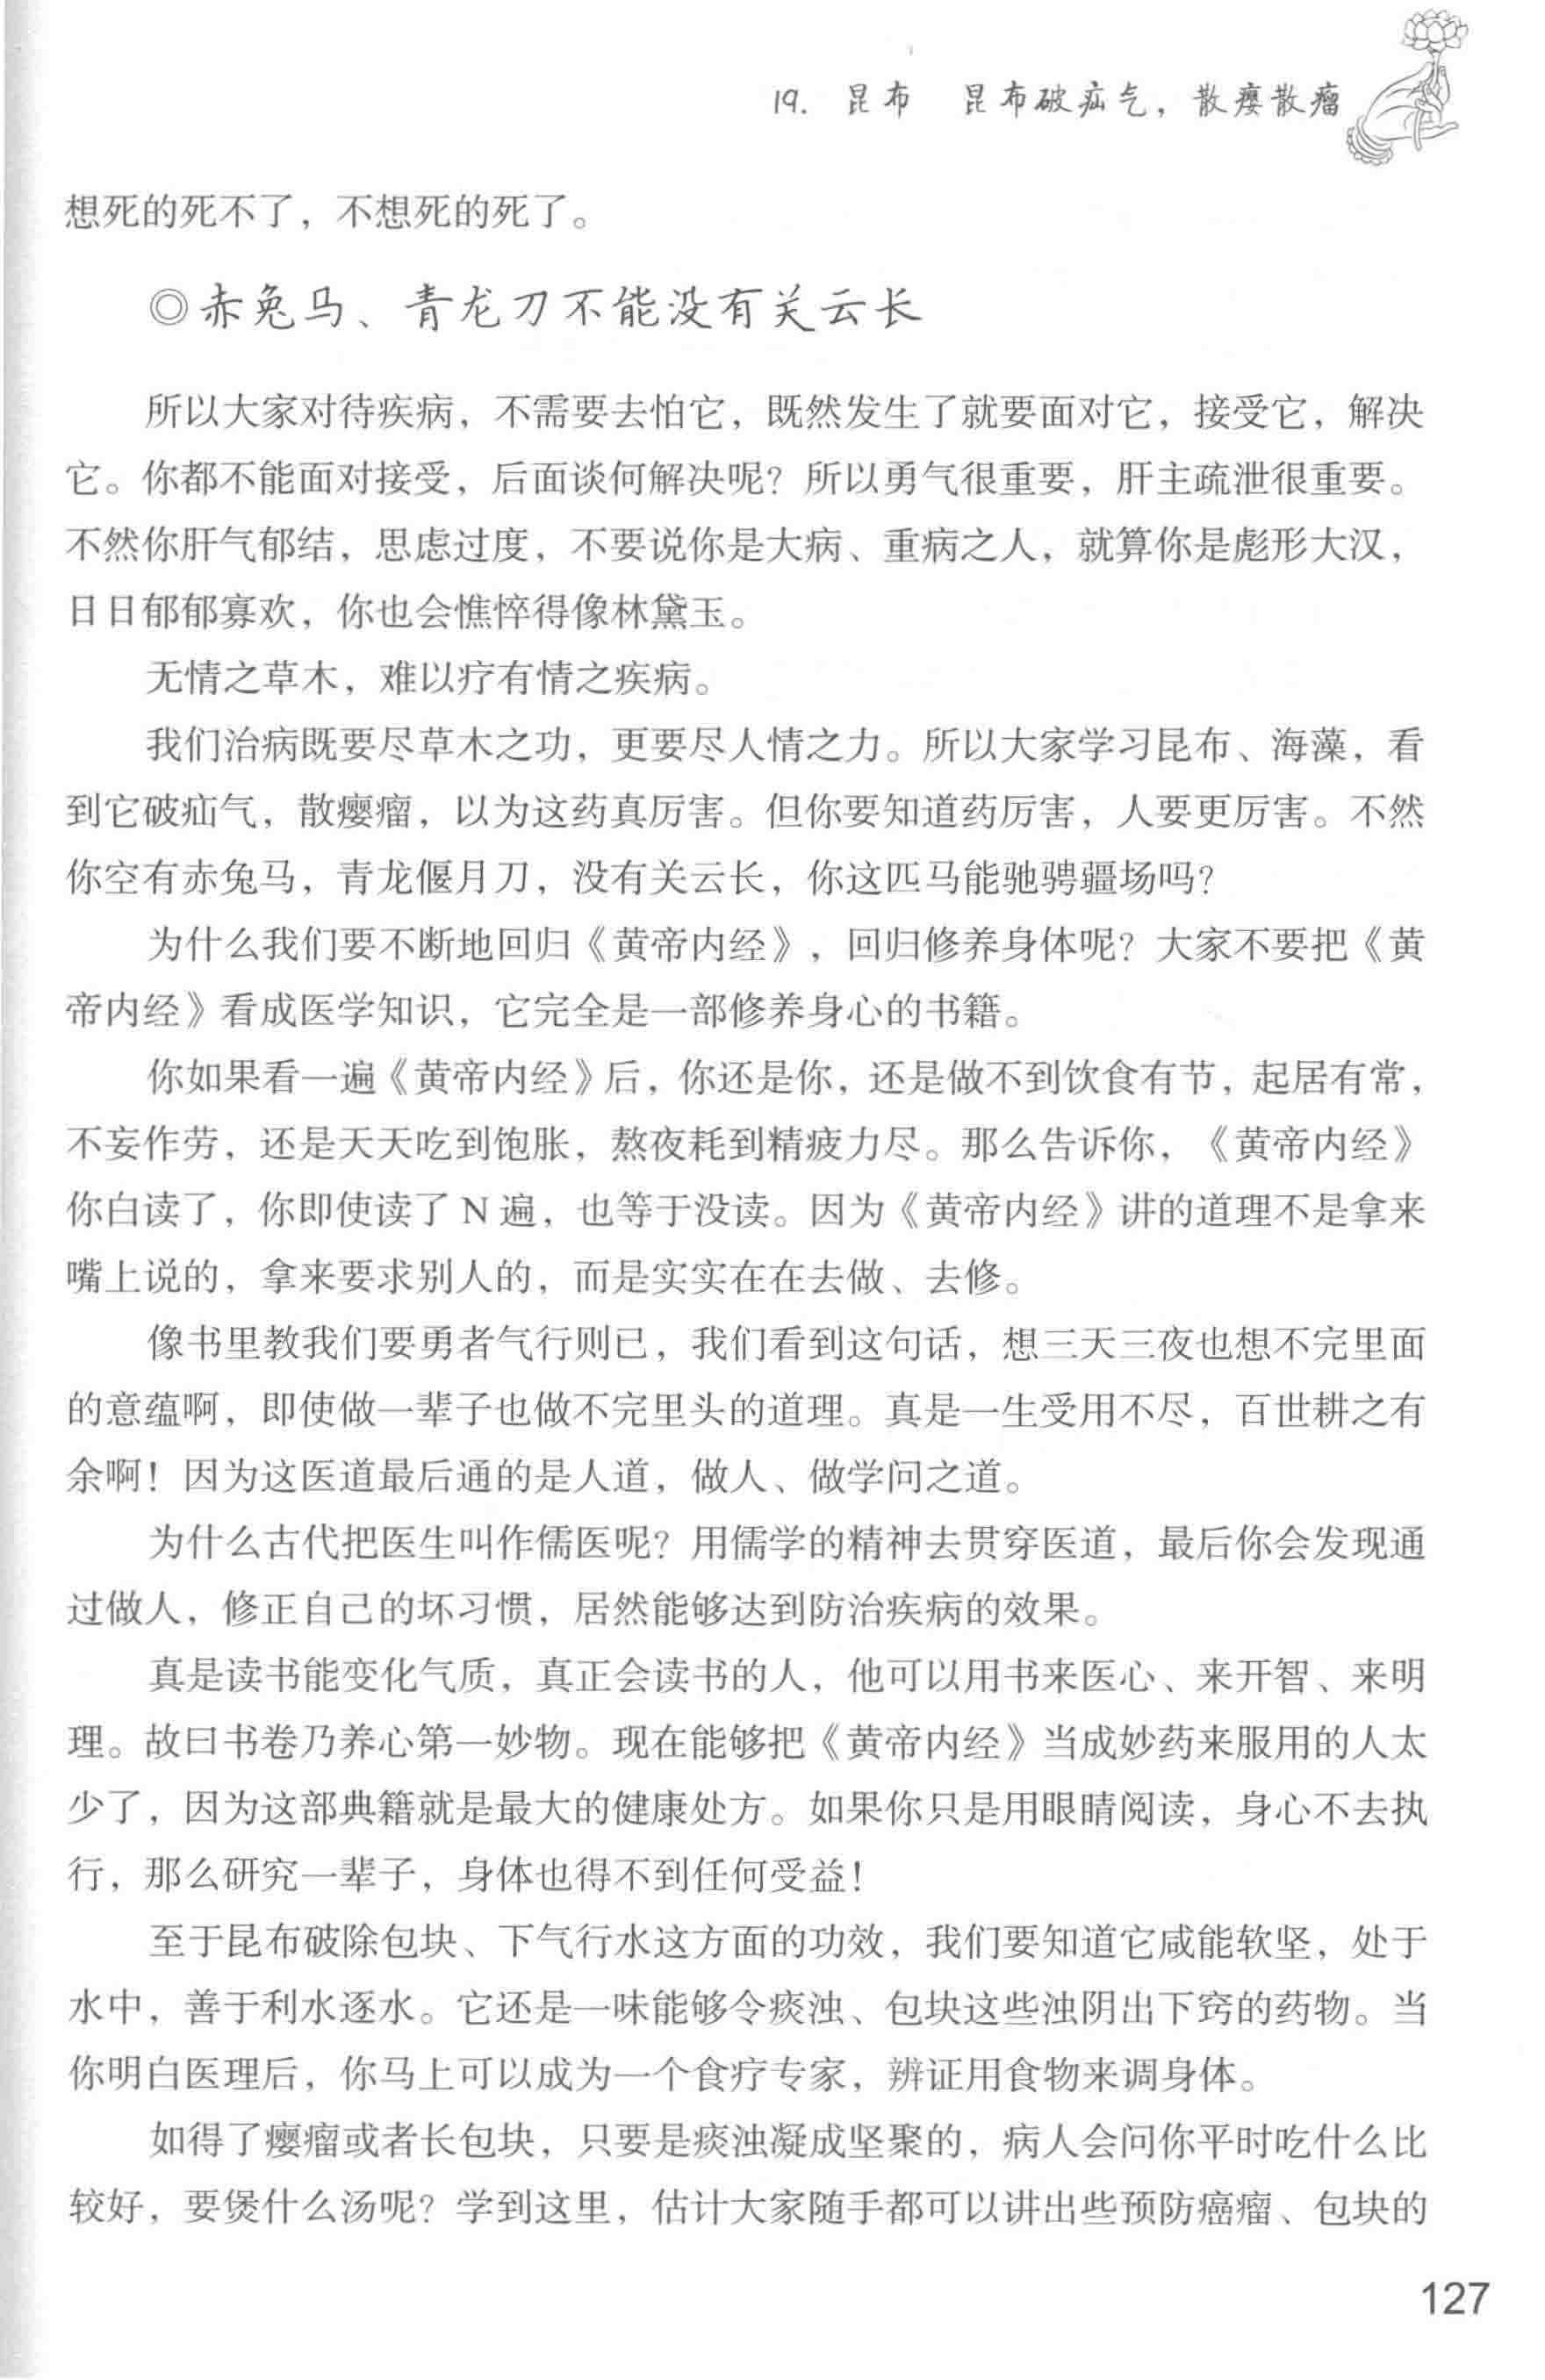 19. 昆布　昆布破疝气，散瘿散瘤
想死的死不了，不想死的死了。
◎赤兔马、青龙刀不能没有关云长
所以大家对待疾病，不需要去怕它，既然发生了就要面对它，接受它，解决
它。你都不能面对接受，后面谈何解决呢？所以勇气很重要，肝主疏泄很重要。
不然你肝气郁结，思虑过度，不要说你是大病、重病之人，就算你是彪形大汉，
日日郁郁寡欢，你也会憔悴得像林黛玉。
无情之草木，难以疗有情之疾病。
我们治病既要尽草木之功，更要尽人情之力。所以大家学习昆布、海藻，看
到它破疝气，散瘿瘤，以为这药真厉害。但你要知道药厉害，人要更厉害。不然
你空有赤兔马，青龙偃月刀，没有关云长，你这匹马能驰骋疆场吗？
为什么我们要不断地回归《黄帝内经》，回归修养身体呢？大家不要把《黄
帝内经》看成医学知识，它完全是一部修养身心的书籍。
你如果看一遍《黄帝内经》后，你还是你，还是做不到饮食有节，起居有常，
不妄作劳，还是天天吃到饱胀，熬夜耗到精疲力尽。那么告诉你，《黄帝内经》
你白读了，你即使读了 N 遍，也等于没读。因为《黄帝内经》讲的道理不是拿来
嘴上说的，拿来要求别人的，而是实实在在去做、去修。
像书里教我们要勇者气行则已，我们看到这句话，想三天三夜也想不完里面
的意蕴啊，即使做一辈子也做不完里头的道理。真是一生受用不尽，百世耕之有
余啊！因为这医道最后通的是人道，做人、做学问之道。
为什么古代把医生叫作儒医呢？用儒学的精神去贯穿医道，最后你会发现通
过做人，修正自己的坏习惯，居然能够达到防治疾病的效果。
真是读书能变化气质，真正会读书的人，他可以用书来医心、来开智、来明
理。故曰书卷乃养心第一妙物。现在能够把《黄帝内经》当成妙药来服用的人太
少了，因为这部典籍就是最大的健康处方。如果你只是用眼睛阅读，身心不去执
行，那么研究一辈子，身体也得不到任何受益！
至于昆布破除包块、下气行水这方面的功效，我们要知道它咸能软坚，处于
水中，善于利水逐水。它还是一味能够令痰浊、包块这些浊阴出下窍的药物。当
你明白医理后，你马上可以成为一个食疗专家，辨证用食物来调身体。
如得了瘿瘤或者长包块，只要是痰浊凝成坚聚的，病人会问你平时吃什么比
较好，要煲什么汤呢？学到这里，估计大家随手都可以讲出些预防癌瘤、包块的
127